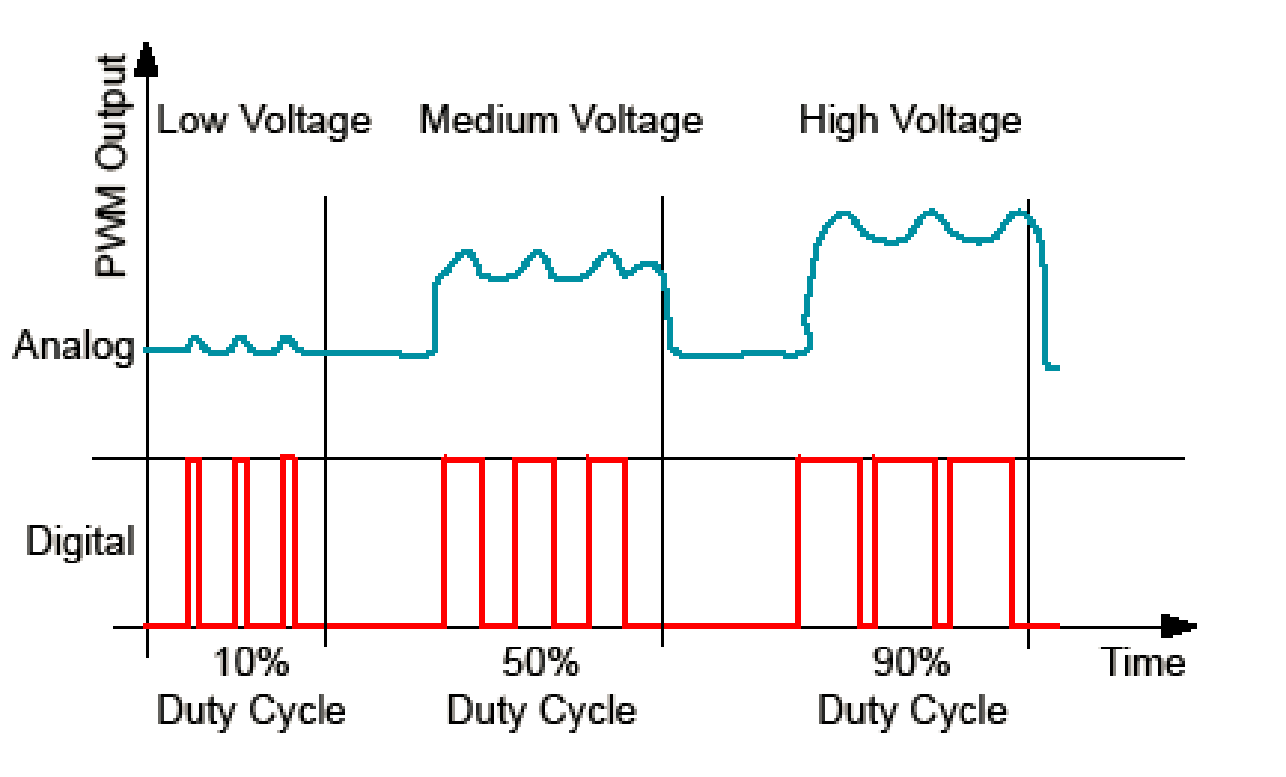 PWM Output
Low Voltage
Medium Voltage
High Voltage
Analog
Digital
10%
Duty Cycle
50%
Duty Cycle
90%
Duty Cycle
Time